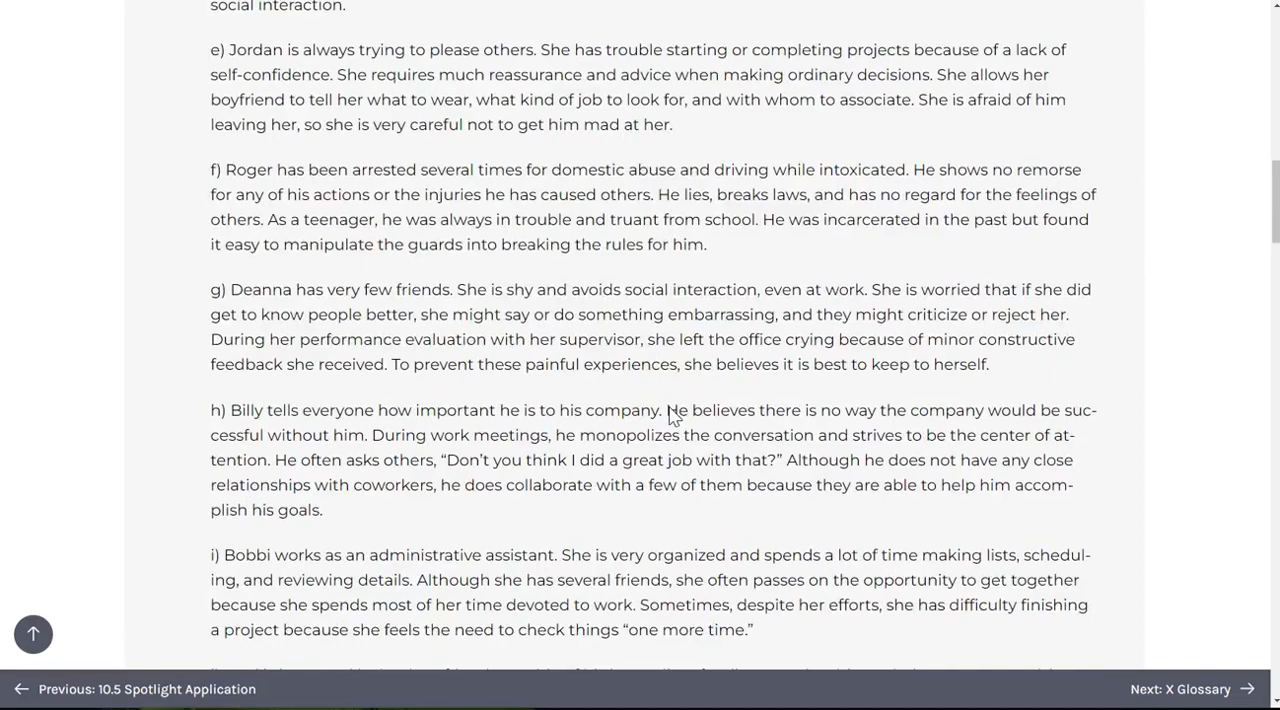 social interaction.
e) Jordan is always trying to please others. She has trouble starting or completing projects because of a lack of
self-confidence. She requires much reassurance and advice when making ordinary decisions. She allows her
boyfriend to tell her what to wear, what kind of job to look for, and with whom to associate. She is afraid of him
leaving her, so she is very careful not to get him mad at her.
f) Roger has been arrested several times for domestic abuse and driving while intoxicated. He shows no remorse
for any of his actions or the injuries he has caused others. He lies, breaks laws, and has no regard for the feelings of
others. As a teenager, he was always in trouble and truant from school. He was incarcerated in the past but found
it easy to manipulate the guards into breaking the rules for him.
g) Deanna has very few friends. She is shy and avoids social interaction, even at work. She is worried that if she did
get to know people better, she might say or do something embarrassing, and they might criticize or reject her.
During her performance evaluation with her supervisor, she left the office crying because of minor constructive
feedback she received. To prevent these painful experiences, she believes it is best to keep to herself.
h) Billy tells everyone how important he is to his company. He believes there is no way the company would be suc-
cessful without him. During work meetings, he monopolizes the conversation and strives to be the center of at-
tention. He often asks others, “Don’t you think I did a great job with that?” Although he does not have any close
relationships with coworkers, he does collaborate with a few of them because they are able to help him accom-
plish his goals.
i) Bobbi works as an administrative assistant. She is very organized and spends a lot of time making lists, schedul-
ing, and reviewing details. Although she has several friends, she often passes on the opportunity to get together
because she spends most of her time devoted to work. Sometimes, despite her efforts, she has difficulty finishing
a project because she feels the need to check things “one more time.”
Previous: 10.5 Spotlight Application
Next: X Glossary